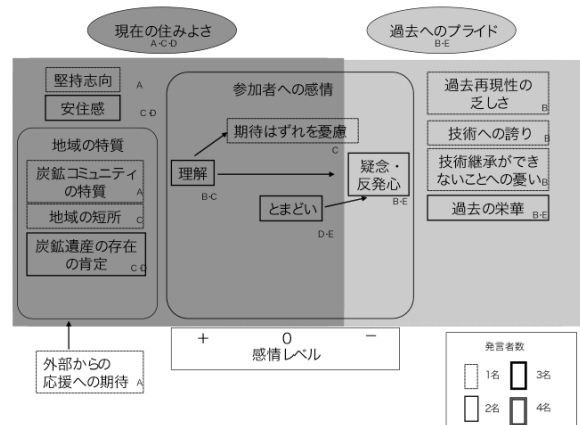 現在の住みよさ
A･C･D
過去へのプライド
B･E
堅持志向
A
安住感
C･D
地域の特質
炭鉱コミュニティ
の特質
A
地域の短所
C
炭鉱遺産の存在
の肯定
C･D
参加者への感情
期待はずれを憂慮
C
理解
B･C
とまどい
D･E
疑念・
反発心
B･E
過去再現性の
乏しさ
B
技術への誇り
B
技術継承ができ
ないことへの憂い
B
過去の栄華
B･E
+ 0 −
感情レベル
外部からの
応援への期待
A
発言者数
1名
3名
2名
4名